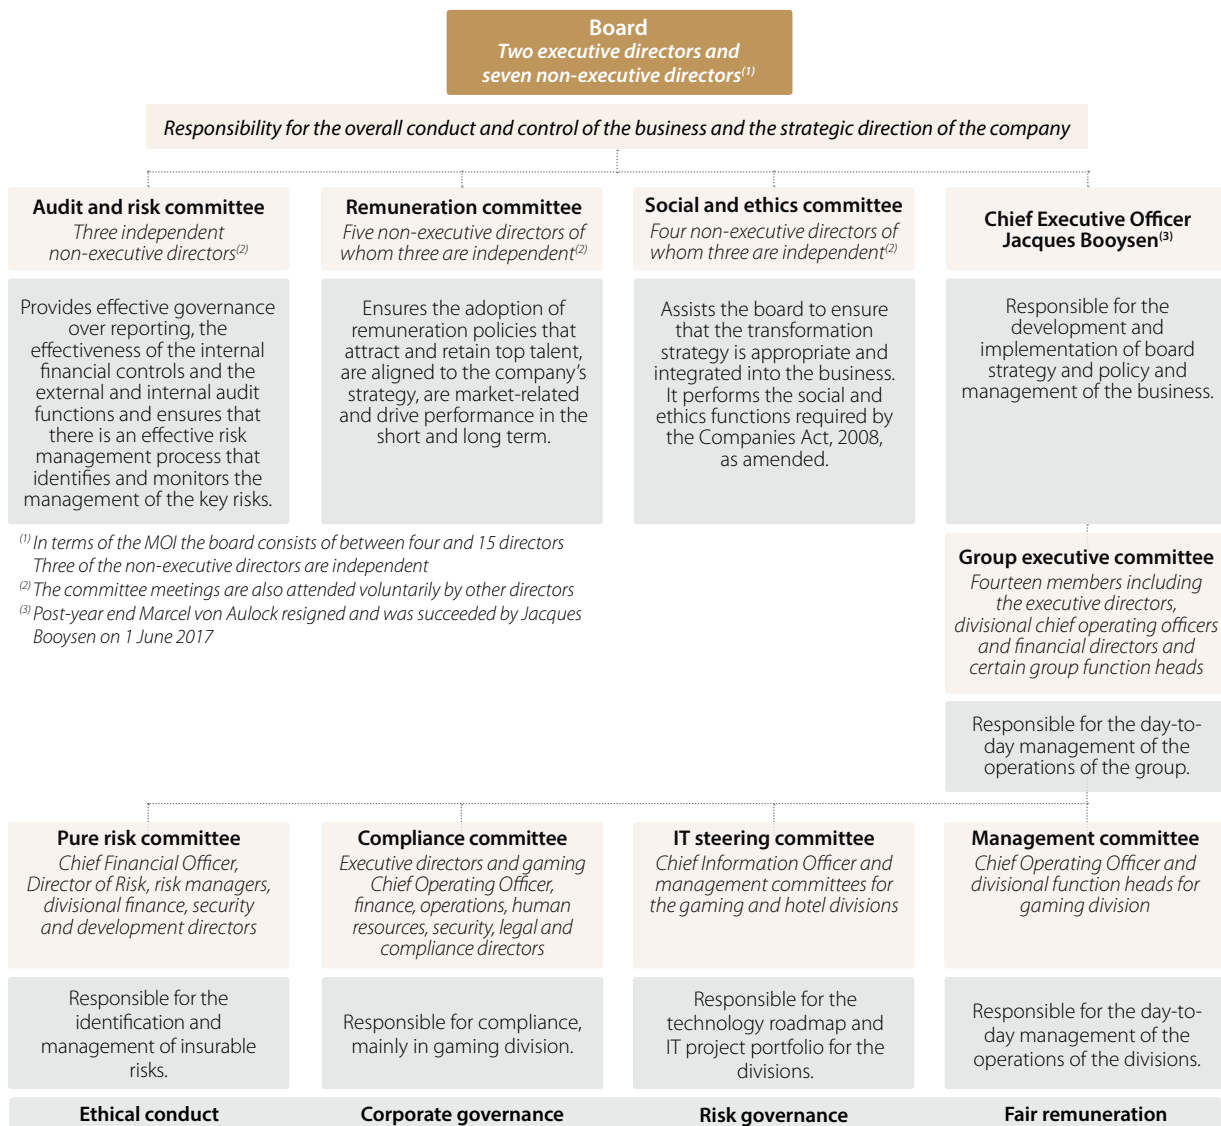 Board
Two executive directors and
seven non-executive directors(1)
Responsibility for the overall conduct and control of the business and the strategic direction of the company
Audit and risk committee
Three independent
non-executive directors(2)
Provides effective governance
over reporting, the
effectiveness of the internal
financial controls and the
external and internal audit
functions and ensures that
there is an effective risk
management process that
identifies and monitors the
management of the key risks.
Remuneration committee
Five non-executive directors of
whom three are independent(2)
Ensures the adoption of
remuneration policies that
attract and retain top talent,
are aligned to the company's
strategy, are market-related
and drive performance in the
short and long term.
Social and ethics committee
Four non-executive directors of
whom three are independent(2)
Assists the board to ensure
that the transformation
strategy is appropriate and
integrated into the business.
It performs the social and
ethics functions required by
the Companies Act, 2008,
as amended.
Chief Executive Officer
Jacques Booysen(3)
Responsible for the
development and
implementation of board
strategy and policy and
management of the business.
(1) In terms of the MOI the board consists of between four and 15 directors
Three of the non-executive directors are independent
(2) The committee meetings are also attended voluntarily by other directors
(3) Post-year end Marcel von Aulock resigned and was succeeded by Jacques
Booysen on 1 June 2017
Group executive committee
Fourteen members including
the executive directors,
divisional chief operating officers
and financial directors and
certain group function heads
Responsible for the day-to-
day management of the
operations of the group.
Pure risk committee
Chief Financial Officer,
Director of Risk, risk managers,
divisional finance, security
and development directors
Responsible for the
identification and
management of insurable
risks.
Compliance committee
Executive directors and gaming
Chief Operating Officer,
finance, operations, human
resources, security, legal and
compliance directors
Responsible for compliance,
mainly in gaming division.
IT steering committee
Chief Information Officer and
management committees for
the gaming and hotel divisions
Responsible for the
technology roadmap and
IT project portfolio for the
divisions.
Management committee
Chief Operating Officer and
divisional function heads for
gaming division
Responsible for the day-to-
day management of the
operations of the divisions.
Ethical conduct
Corporate governance
Risk governance
Fair remuneration